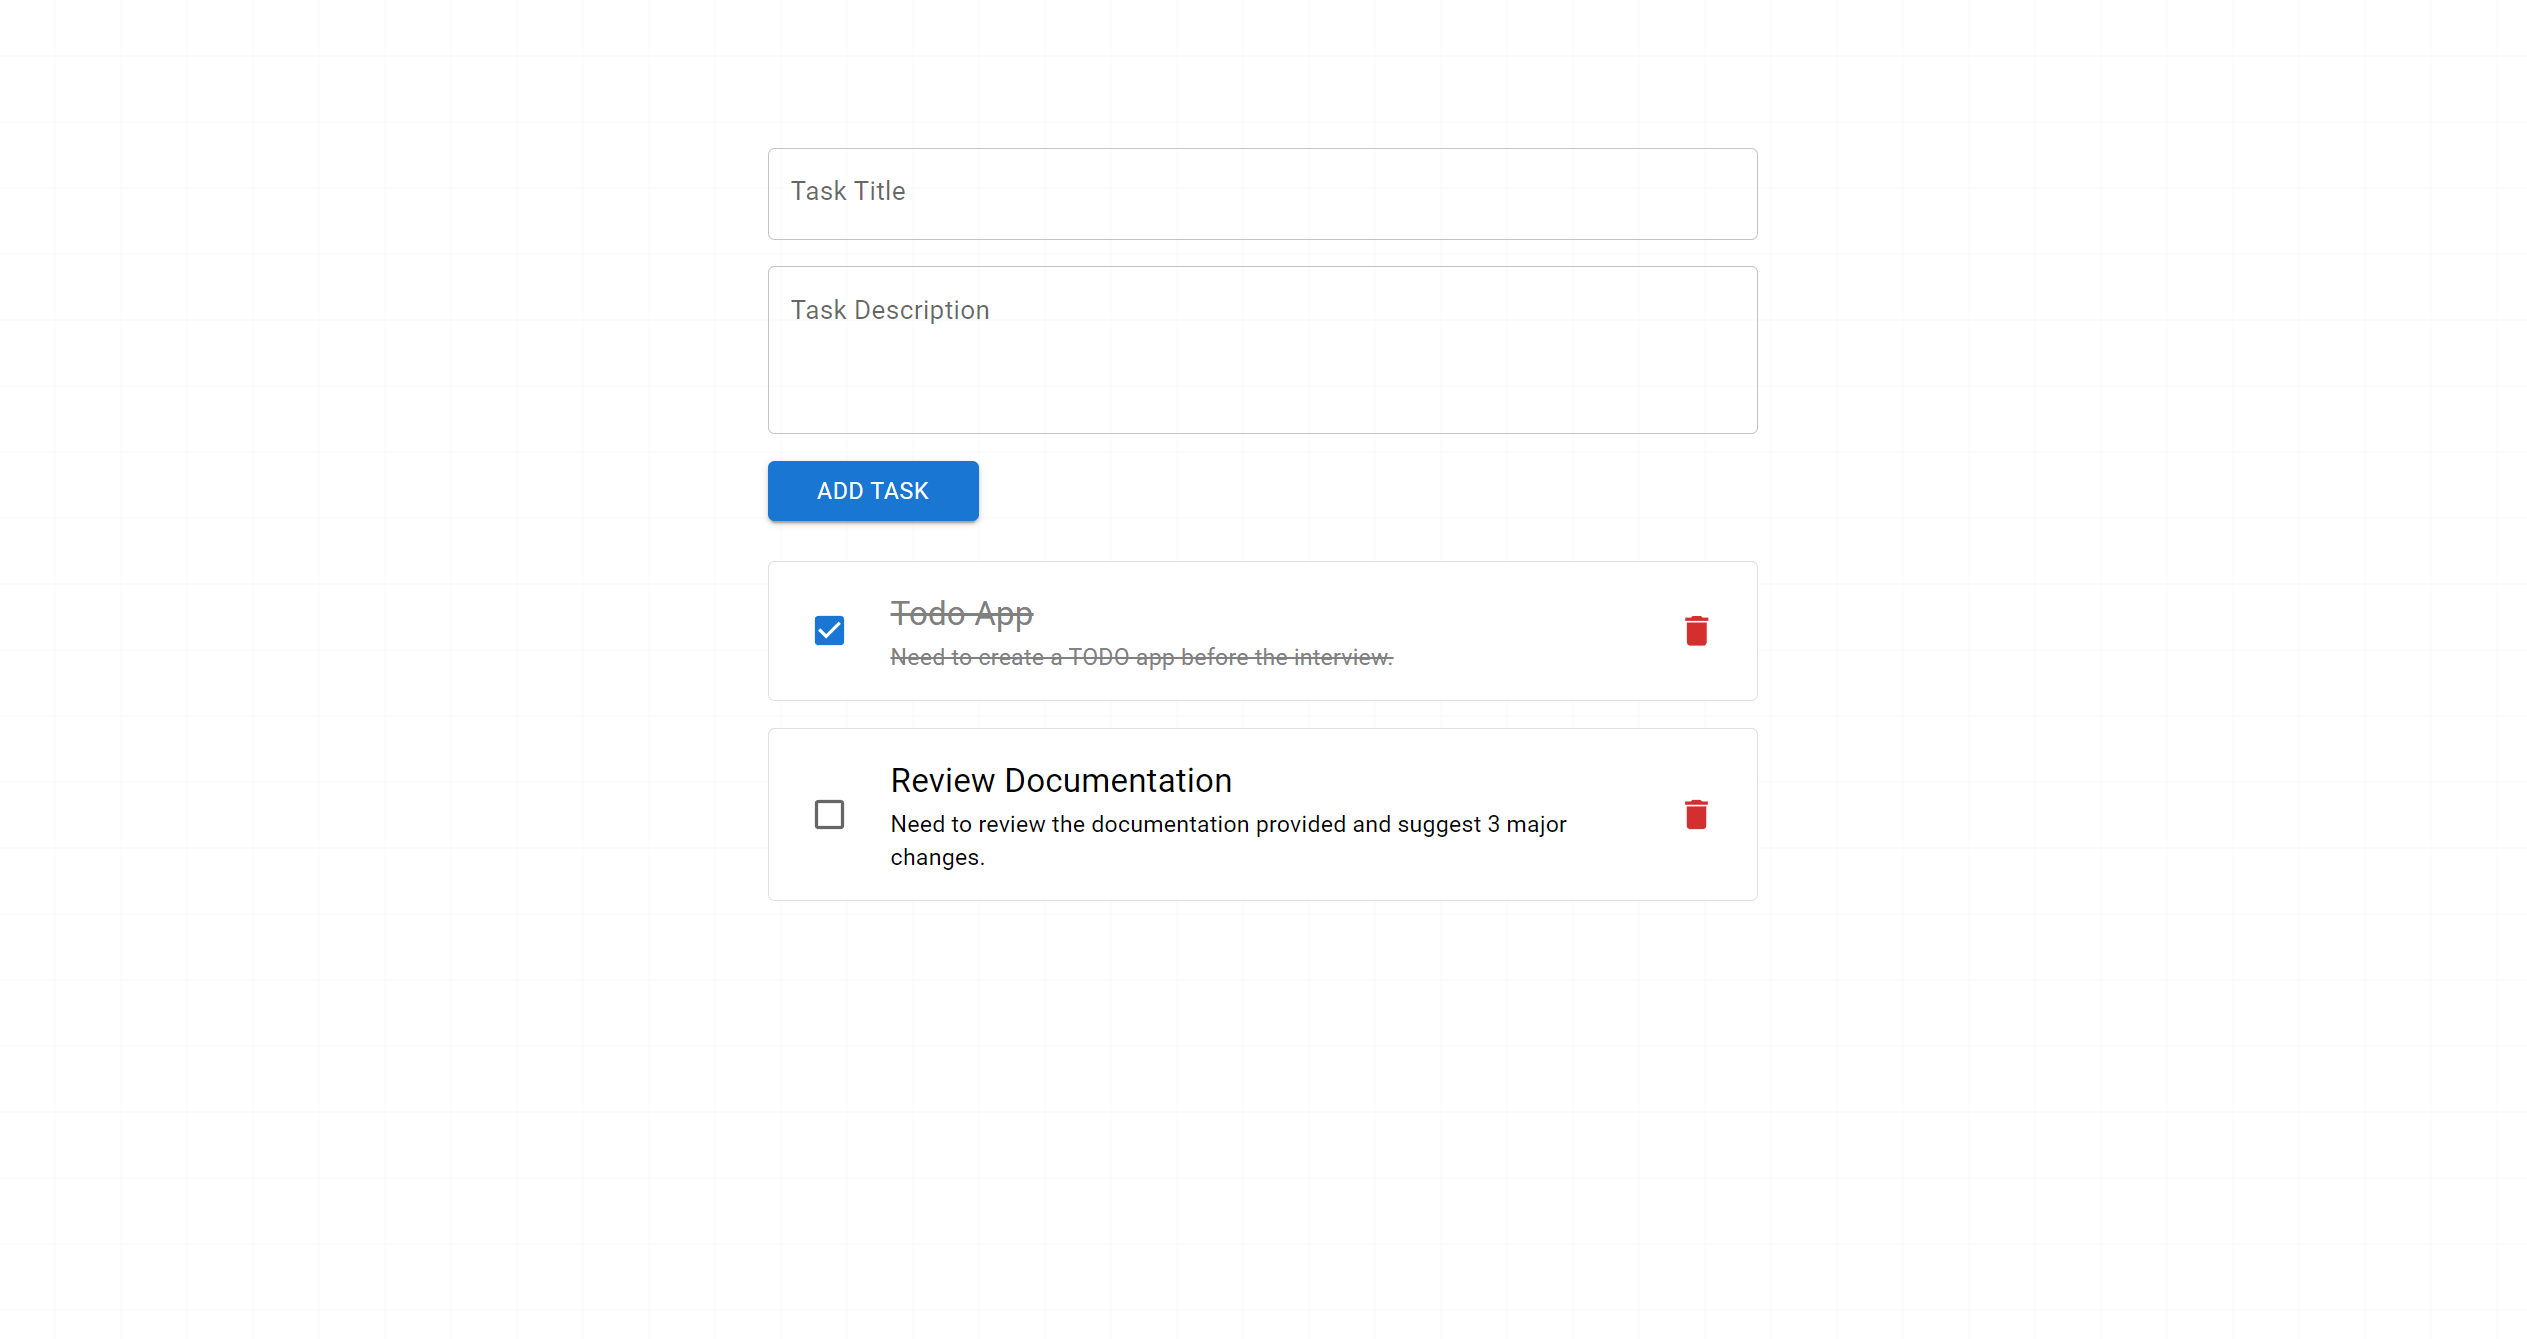 Task Title
Task Description
ADD TASK
Todo App
Need to create a TODO app before the interview.
Review Documentation
Need to review the documentation provided and suggest 3 major
changes.